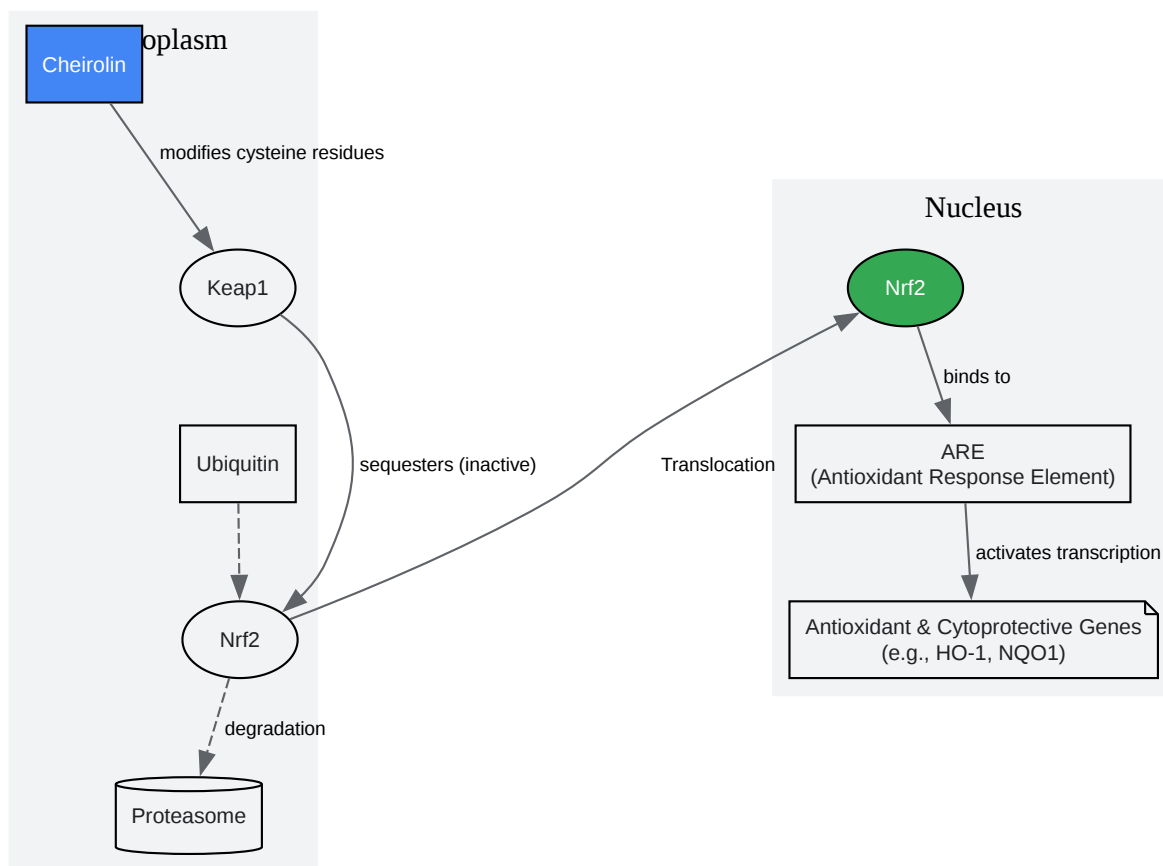 oplasm
Cheirolin
modifies cysteine residues
Keap1
Ubiquitin
sequesters (inactive)
Nrf2
degradation
Proteasome
Translocation
Nucleus
Nrf2
binds to
ARE
(Antioxidant Response Element)
activates transcription
Antioxidant & Cytoprotective Genes
(e.g., HO-1, NQO1)